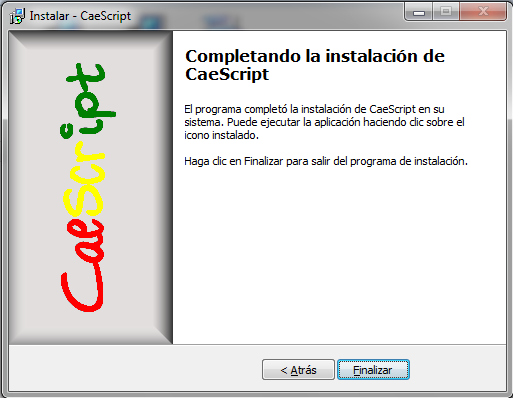 Instalar - CaeScript
CaeScript
Completando la instalación de
CaeScript
El programa completó la instalación de CaeScript en su
sistema. Puede ejecutar la aplicación haciendo clic sobre el
icono instalado.
Haga clic en Finalizar para salir del programa de instalación.
< Atrás
Finalizar